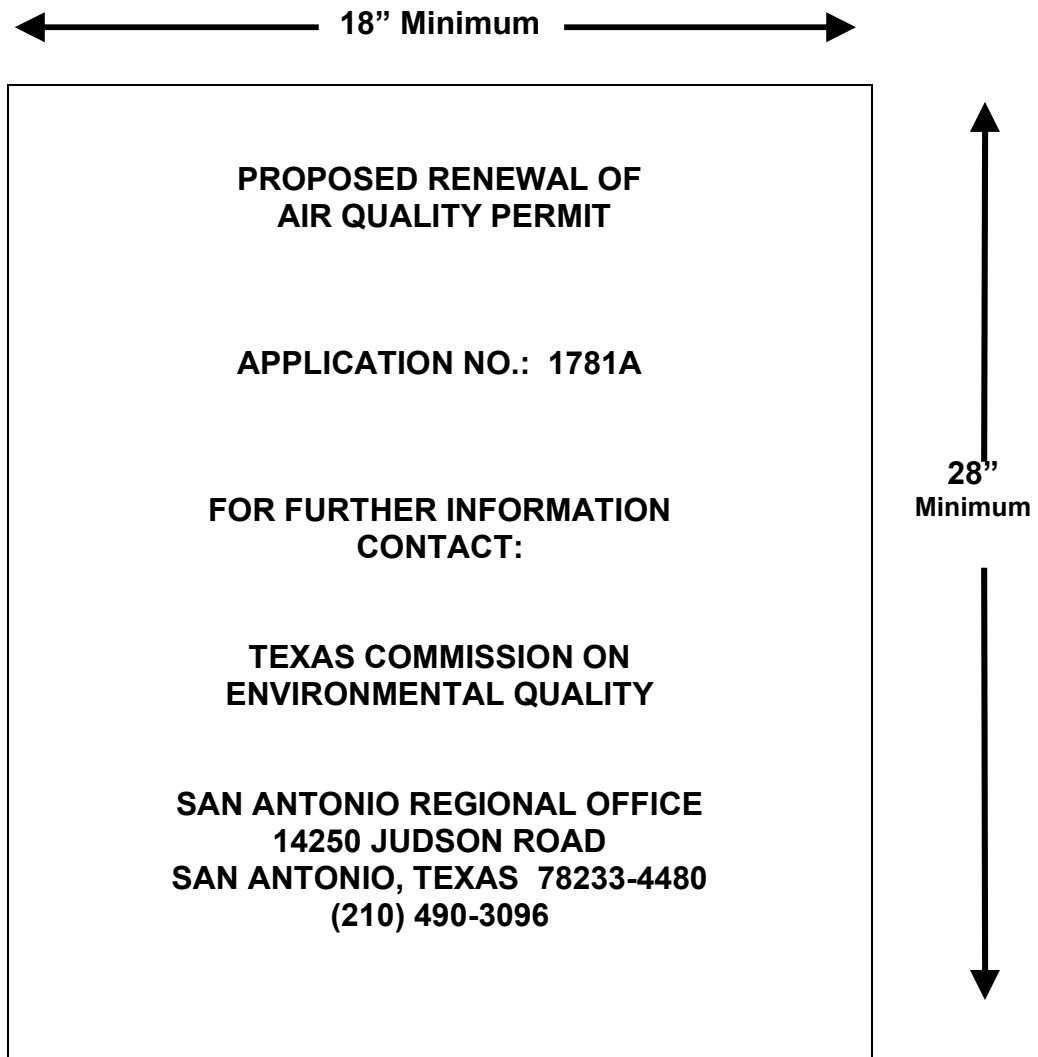 18” Minimum
PROPOSED RENEWAL OF
AIR QUALITY PERMIT
APPLICATION NO.: 1781A
FOR FURTHER INFORMATION
CONTACT:
TEXAS COMMISSION ON
ENVIRONMENTAL QUALITY
SAN ANTONIO REGIONAL OFFICE
14250 JUDSON ROAD
SAN ANTONIO, TEXAS 78233-4480
(210) 490-3096
28”
Minimum